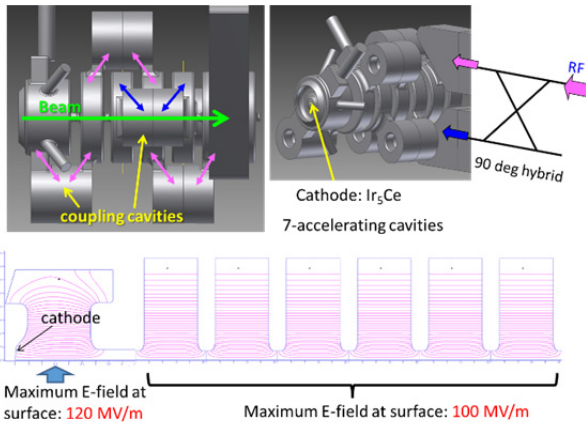 Beam
coupling cavities
RF
90 deg hybrid
Cathode: Ir₅Ce
7-accelerating cavities
cathode
Maximum E-field at
surface: 120 MV/m
Maximum E-field at surface: 100 MV/m